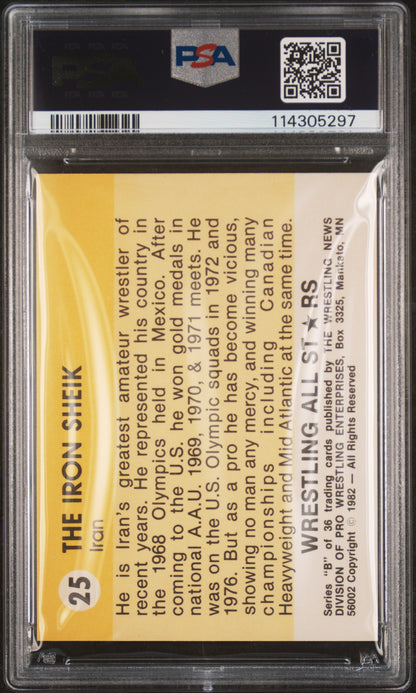 PSA
114305297
25 THE IRON SHEIK
Iran
He is Iran's greatest amateur wrestler of
recent years. He represented his country in
the 1968 Olympics held in Mexico. After
coming to the U.S. he won gold medals in
national A.A.U. 1969, 1970, & 1971 meets. He
was on the U.S. Olympic squads in 1972 and
1976. But as a pro he has become vicious,
showing no man any mercy, and winning many
championships including Canadian
Heavyweight and Mid Atlantic at the same time.
WRESTLING ALL ST★RS
Series "B" of 36 trading cards published by THE WRESTLING NEWS
DIVISION OF PRO WRESTLING ENTERPRISES, Box 3325, Mankato, MN
56002 Copyright © 1982 — All Rights Reserved